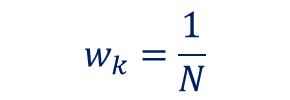 w_k = 1/N